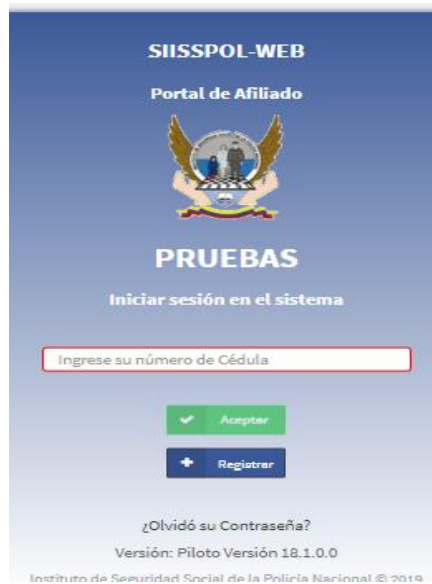 SIISSPOL-WEB
Portal de Afiliado
PRUEBAS
Iniciar sesión en el sistema
Ingrese su número de Cédula
Aceptar
Registrar
¿Olvidó su Contraseña?
Versión: Piloto Versión 18.1.0.0
Instituto de Seguridad Social de la Policía Nacional © 2019